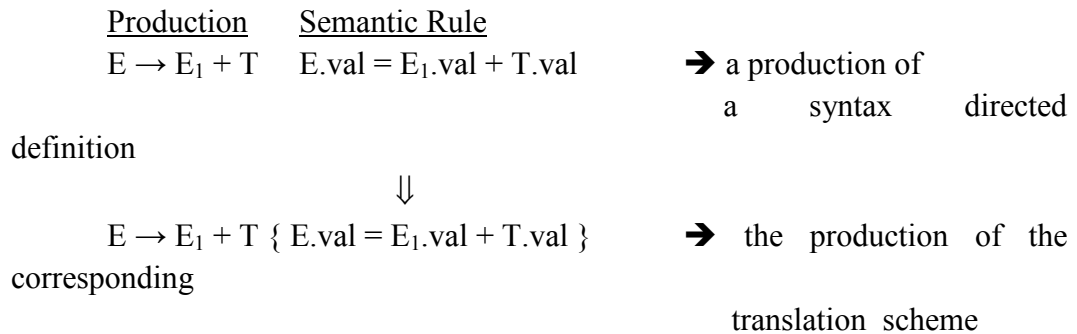 Production Semantic Rule
E → E₁ + T E.val = E₁.val + T.val ➔ a production of
a syntax directed
definition
⇓
E → E₁ + T { E.val = E₁.val + T.val } ➔ the production of the
corresponding
translation scheme